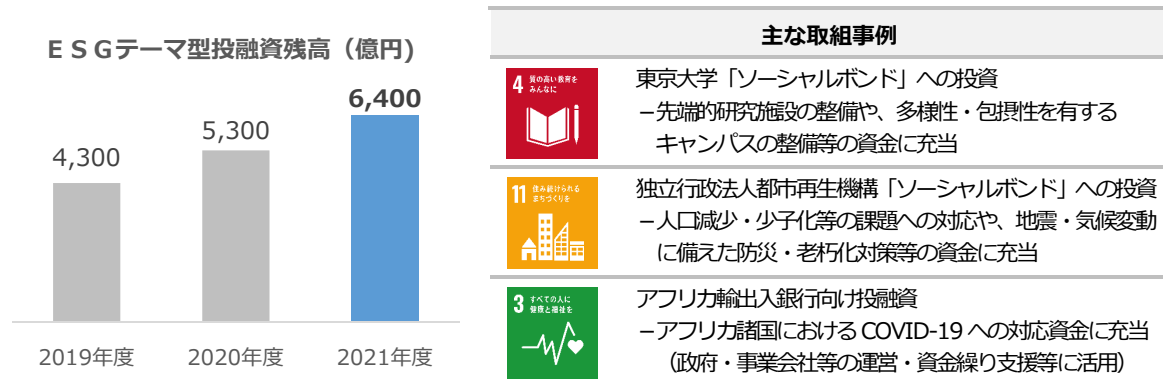 ＥＳＧテーマ型投融資残高（億円)
6,400
5,300
4,300
2019年度
2020年度
2021年度
主な取組事例
4 質の高い教育を
みんなに
東京大学「ソーシャルボンド」への投資
－先端的研究施設の整備や、多様性・包摂性を有する
キャンパスの整備等の資金に充当
11 住み続けられる
まちづくりを
独立行政法人都市再生機構「ソーシャルボンド」への投資
－人口減少・少子化等の課題への対応や、地震・気候変動
に備えた防災・老朽化対策等の資金に充当
3 すべての人に
健康と福祉を
アフリカ輸出入銀行向け投融資
－アフリカ諸国における COVID-19 への対応資金に充当
（政府・事業会社等の運営・資金繰り支援等に活用）